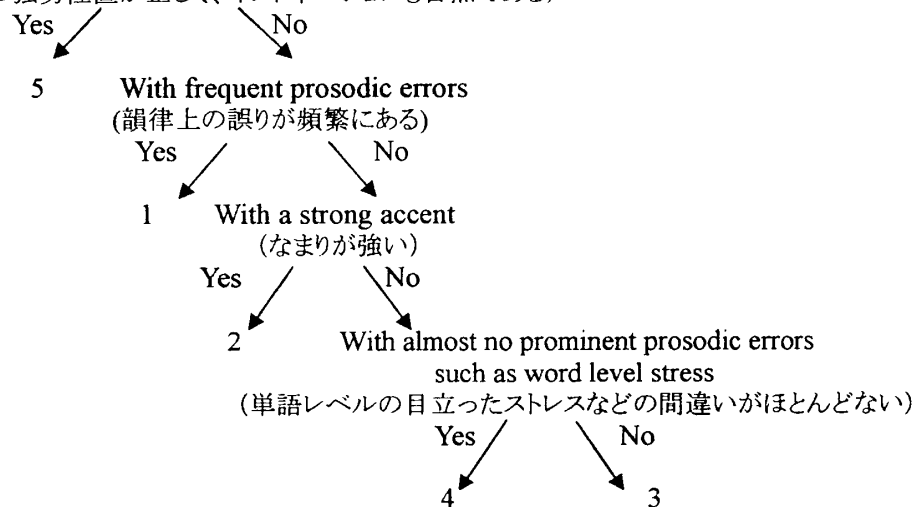 Yes No
5 With frequent prosodic errors
(韻律上の誤りが頻繁にある)
Yes No
1 With a strong accent
(なまりが強い)
Yes No
2 With almost no prominent prosodic errors
such as word level stress
(単語レベルの目立ったストレスなどの間違いがほとんどない)
Yes No
4 3